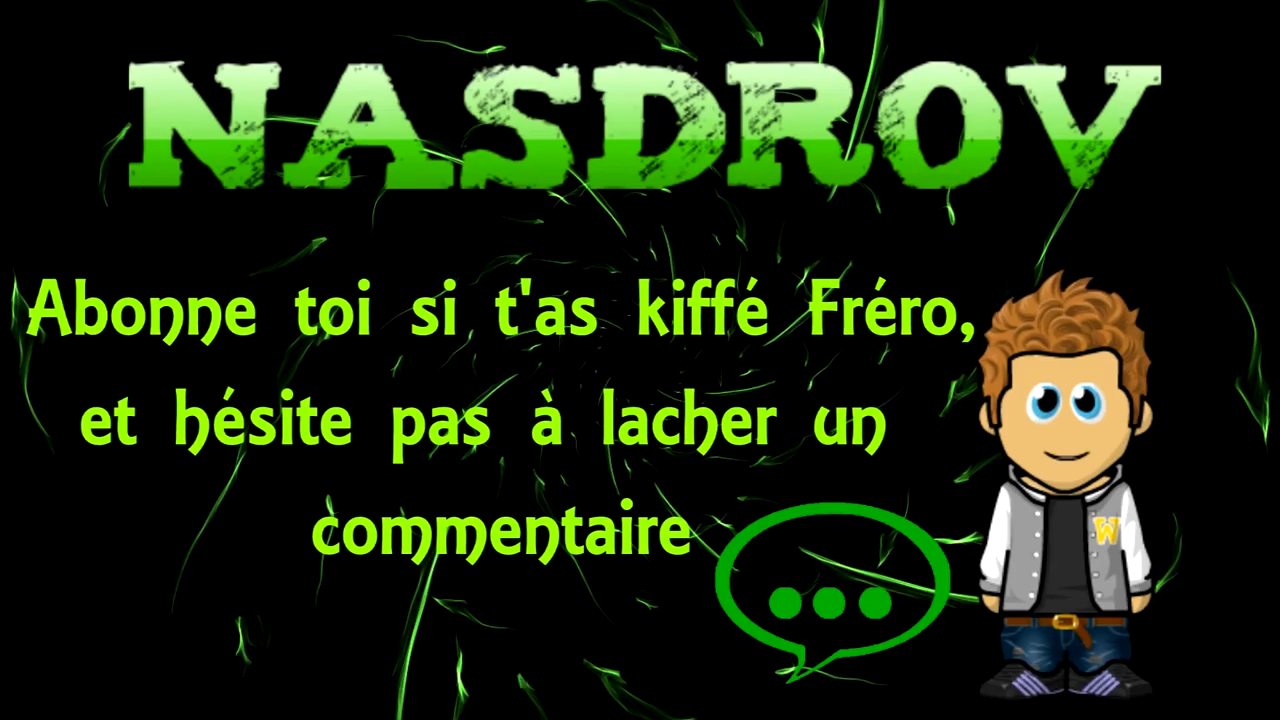 NASDROV
Abonne toi si t'as kiffé Fréro,
et hésite pas à lacher un
commentaire
W